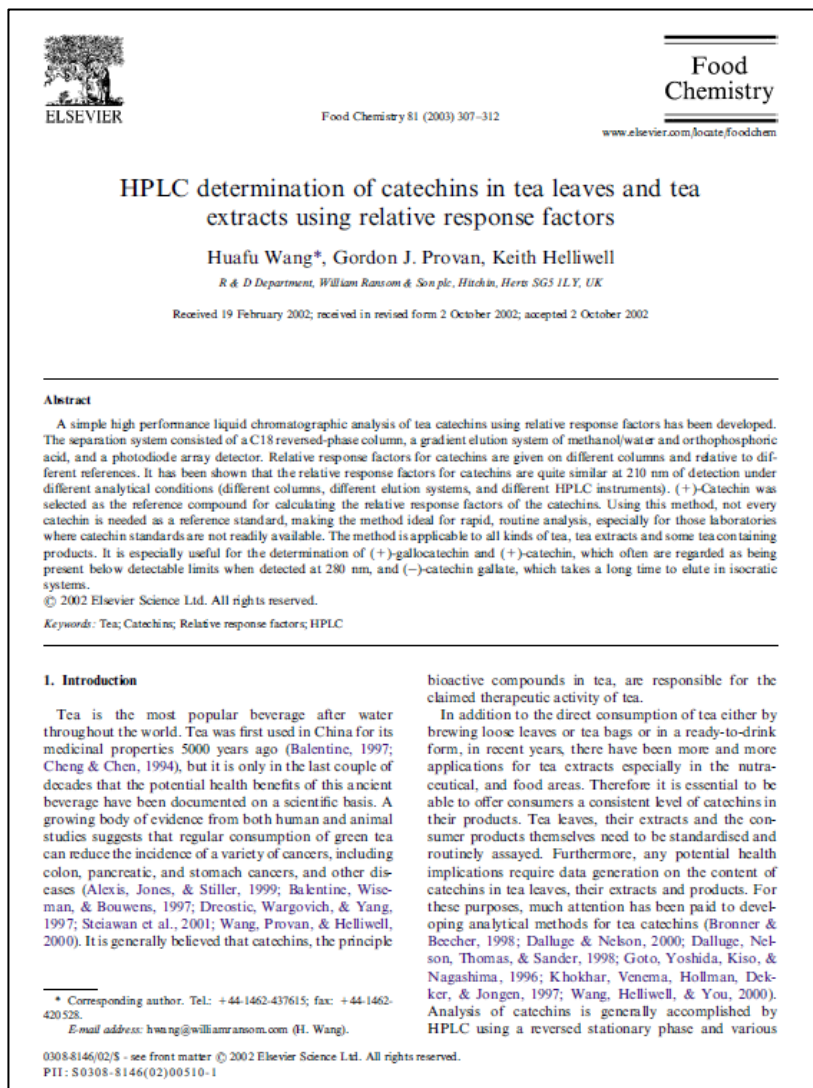 ELSEVIER
Food Chemistry 81 (2003) 307–312
Food
Chemistry
www.elsevier.com/locate/foodchem
HPLC determination of catechins in tea leaves and tea
extracts using relative response factors
Huafu Wang*, Gordon J. Provan, Keith Helliwell
R & D Department, William Ransom & Son plc, Hitchin, Herts SG5 1LY, UK
Received 19 February 2002; received in revised form 2 October 2002; accepted 2 October 2002
Abstract
A simple high performance liquid chromatographic analysis of tea catechins using relative response factors has been developed.
The separation system consisted of a C18 reversed-phase column, a gradient elution system of methanol/water and orthophosphoric
acid, and a photodiode array detector. Relative response factors for catechins are given on different columns and relative to dif-
ferent references. It has been shown that the relative response factors for catechins are quite similar at 210 nm of detection under
different analytical conditions (different columns, different elution systems, and different HPLC instruments). (+)-Catechin was
selected as the reference compound for calculating the relative response factors of the catechins. Using this method, not every
catechin is needed as a reference standard, making the method ideal for rapid, routine analysis, especially for those laboratories
where catechin standards are not readily available. The method is applicable to all kinds of tea, tea extracts and some tea containing
products. It is especially useful for the determination of (+)-gallocatechin and (+)-catechin, which often are regarded as being
present below detectable limits when detected at 280 nm, and (−)-catechin gallate, which takes a long time to elute in isocratic
systems.
© 2002 Elsevier Science Ltd. All rights reserved.
Keywords: Tea; Catechins; Relative response factors; HPLC
1. Introduction
Tea is the most popular beverage after water
throughout the world. Tea was first used in China for its
medicinal properties 5000 years ago (Balentine, 1997;
Cheng & Chen, 1994), but it is only in the last couple of
decades that the potential health benefits of this ancient
beverage have been documented on a scientific basis. A
growing body of evidence from both human and animal
studies suggests that regular consumption of green tea
can reduce the incidence of a variety of cancers, including
colon, pancreatic, and stomach cancers, and other dis-
eases (Alexis, Jones, & Stiller, 1999; Balentine, Wise-
man, & Bouwens, 1997; Dreostic, Wargovich, & Yang,
1997; Steiawan et al., 2001; Wang, Provan, & Helliwell,
2000). It is generally believed that catechins, the principle
* Corresponding author. Tel.: +44-1462-437615; fax: +44-1462-
420528.
E-mail address: hwang@williamransom.com (H. Wang).
bioactive compounds in tea, are responsible for the
claimed therapeutic activity of tea.
In addition to the direct consumption of tea either by
brewing loose leaves or tea bags or in a ready-to-drink
form, in recent years, there have been more and more
applications for tea extracts especially in the nutra-
ceutical, and food areas. Therefore it is essential to be
able to offer consumers a consistent level of catechins in
their products. Tea leaves, their extracts and the con-
sumer products themselves need to be standardised and
routinely assayed. Furthermore, any potential health
implications require data generation on the content of
catechins in tea leaves, their extracts and products. For
these purposes, much attention has been paid to devel-
oping analytical methods for tea catechins (Bronner &
Beecher, 1998; Dalluge & Nelson, 2000; Dalluge, Nel-
son, Thomas, & Sander, 1998; Goto, Yoshida, Kiso, &
Nagashima, 1996; Khokhar, Venema, Hollman, Dek-
ker, & Jongen, 1997; Wang, Helliwell, & You, 2000).
Analysis of catechins is generally accomplished by
HPLC using a reversed stationary phase and various
0308-8146/02/$ - see front matter © 2002 Elsevier Science Ltd. All rights reserved.
PII: S0308-8146(02)00510-1